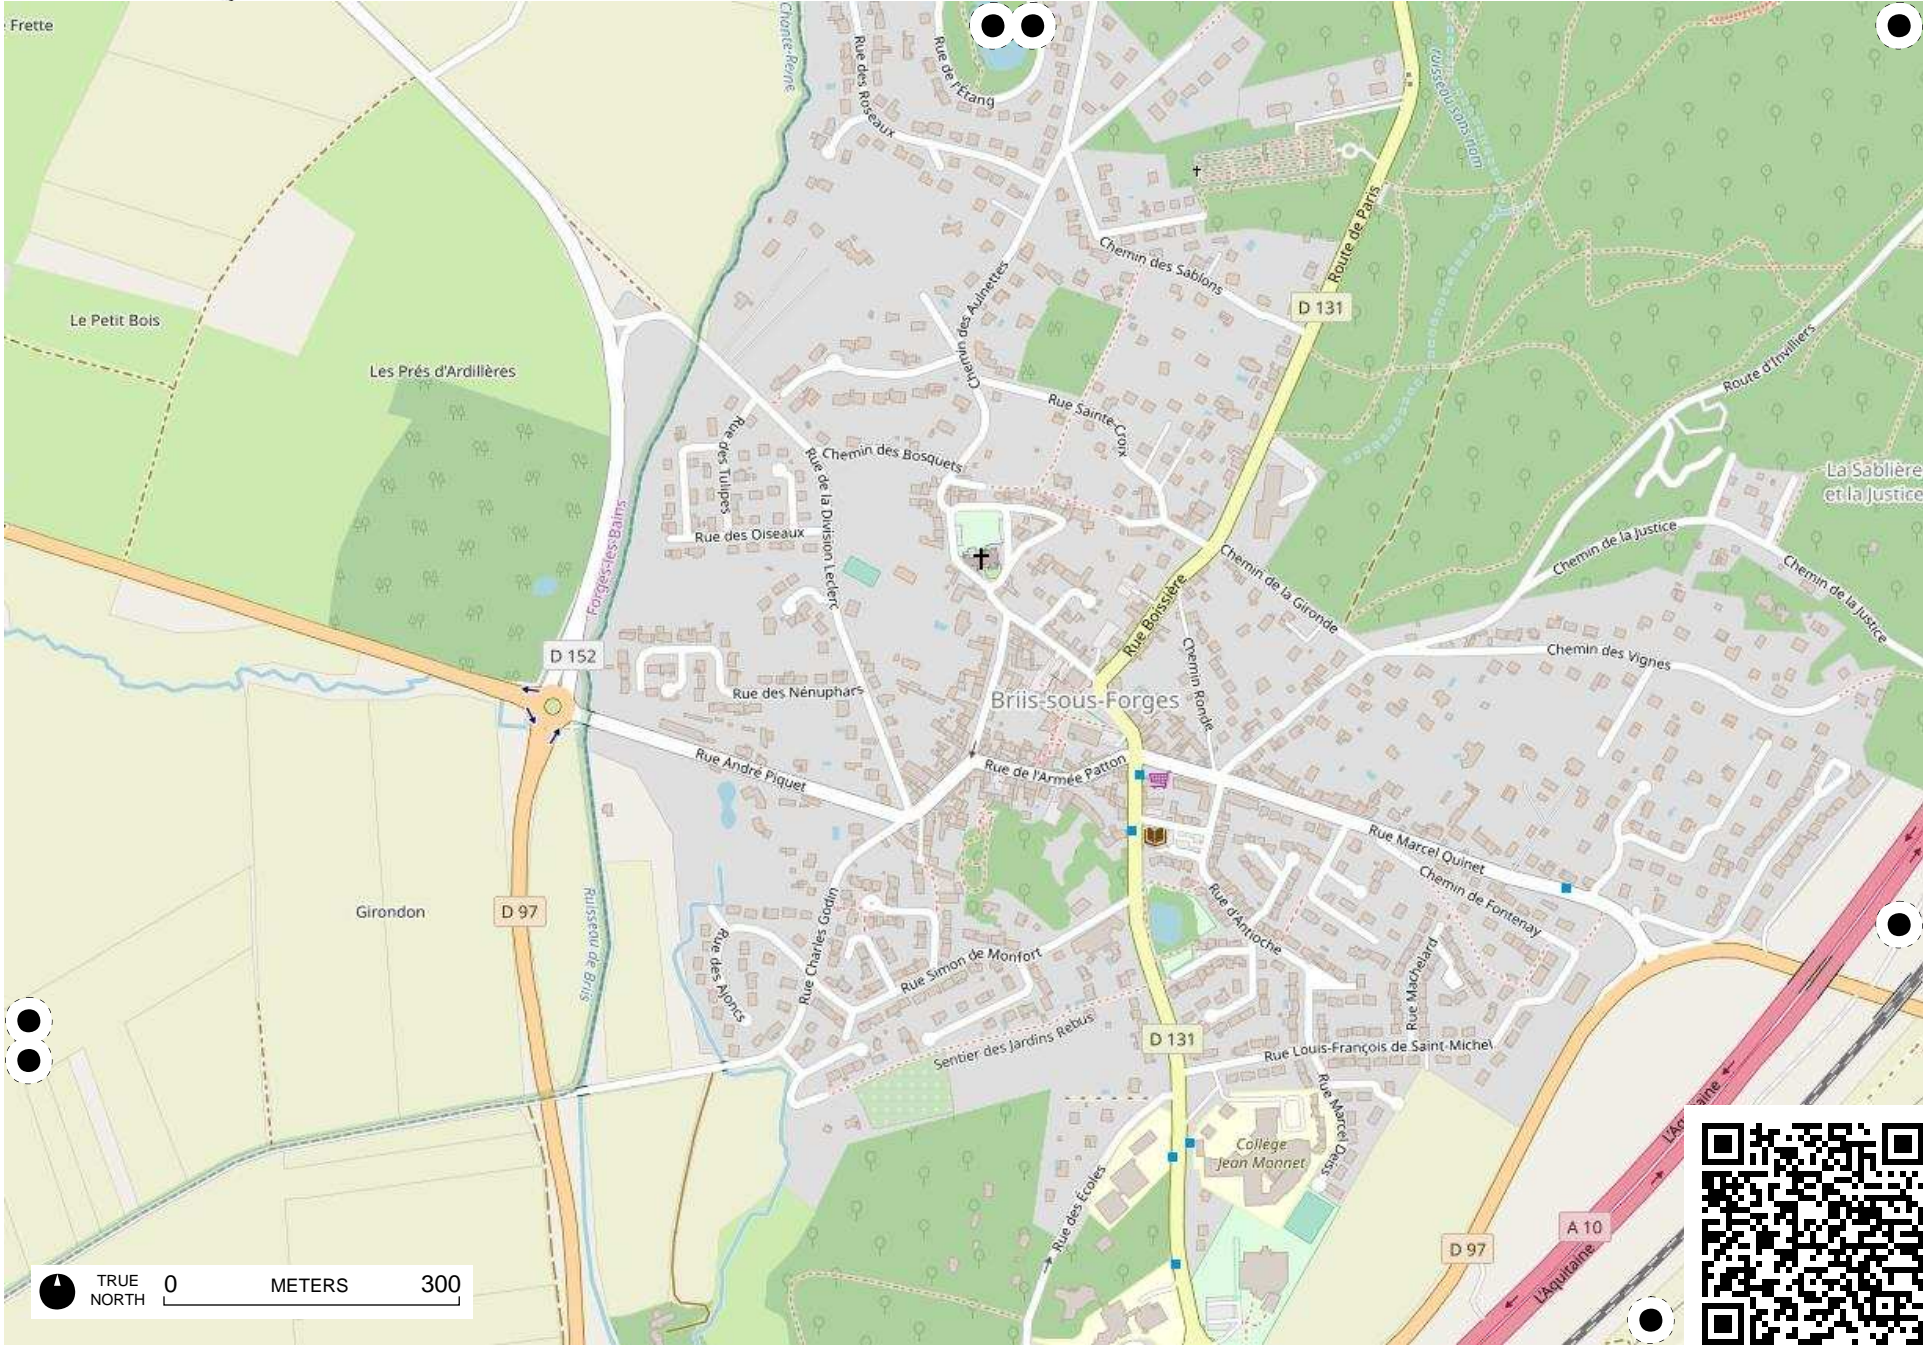 Frette
Chante-Reine
Rue des Roseaux
Rue de l'Étang
ruisseau sans nom
Route de Paris
Chemin des Sablons
Chemin des Aulnettes
D 131
Le Petit Bois
Les Prés d'Ardillères
Route d'Invilliers
Rue Sainte-Croix
Rue des Tulipes
Chemin des Bosquets
La Sablière
et la Justice
Rue de la Division Leclerc
Rue des Oiseaux
Forges-les-Bains
Chemin de la Justice
Chemin de la Justice
Chemin de la Gironde
Rue Boissière
D 152
Chemin Ronde
Chemin des Vignes
Rue des Nénuphars
Briis-sous-Forges
Rue André Piquet
Rue de l'Armée Patton
Rue Marcel Quinet
Chemin de Fontenay
Girondon
D 97
Ruisseau de Briis
Rue Charles Godin
Rue d'Antioche
Rue des Ajoncs
Rue Simon de Monfort
Rue Machelard
Sentier des Jardins Rebus
D 131
Rue Louis-François de Saint-Michel
Rue Marcel Deiss
Collège
Jean Monnet
Rue des Écoles
A 10
D 97
L'Aquitaine
TRUE
NORTH
0 METERS 300